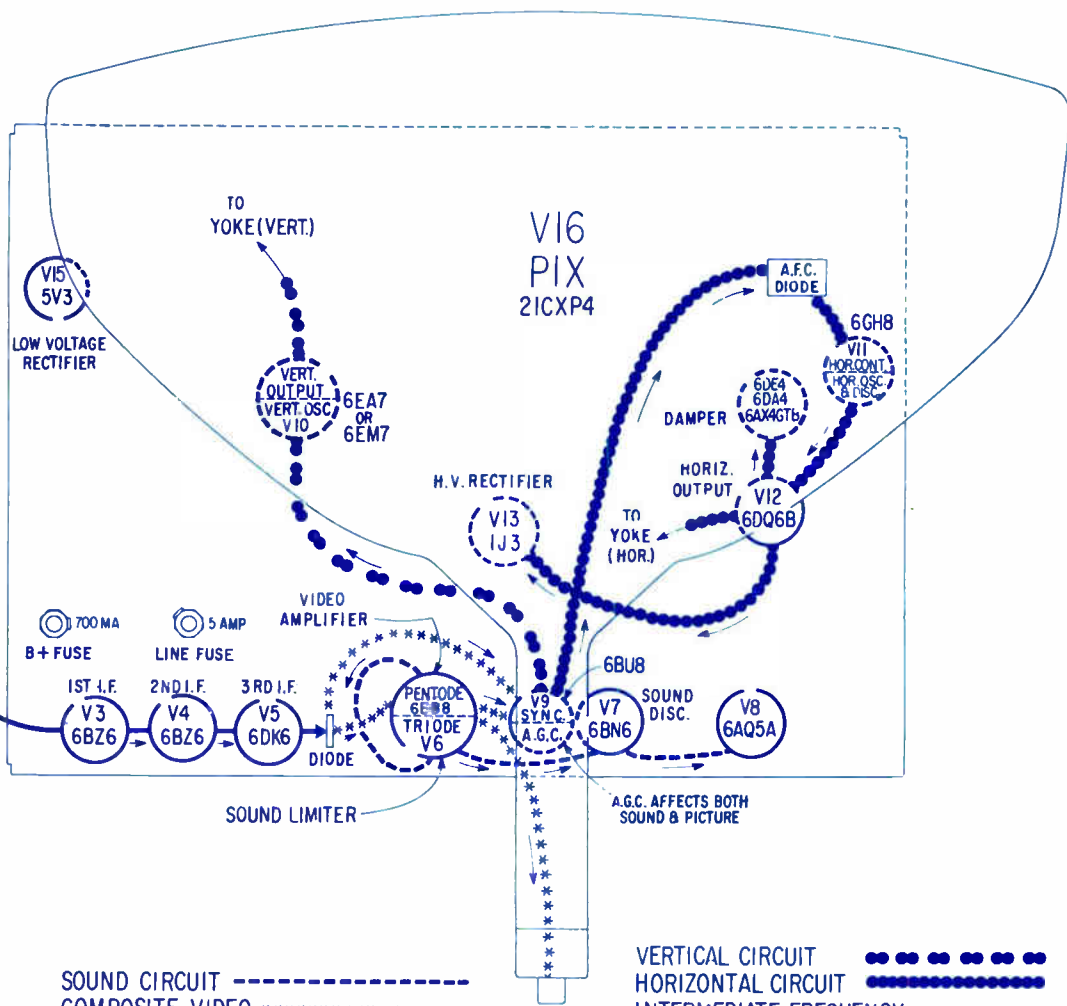 TO
YOKE (VERT.)
V16
PIX
21CXP4
A.F.C.
DIODE
V15
5V3
LOW VOLTAGE
RECTIFIER
6GH8
V11
HOR.CONT.
HOR. OSC.
& DISC.
VERT.
OUTPUT
VERT. OSC.
V10
6EA7
OR
6EM7
6DE4
6DA4
6AX4GTB
DAMPER
HORIZ.
OUTPUT
V12
6DQ6B
H.V. RECTIFIER
V13
1J3
TO
YOKE
(HOR.)
700 MA
B+ FUSE
5 AMP
LINE FUSE
VIDEO
AMPLIFIER
6BU8
1ST I.F.
V3
6BZ6
2ND I.F.
V4
6BZ6
3RD I.F.
V5
6DK6
DIODE
PENTODE
TRIODE
V6
V9
SYNC.
A.G.C.
V7
6BN6
SOUND
DISC.
V8
6AQ5A
SOUND LIMITER
A.G.C. AFFECTS BOTH
SOUND & PICTURE
SOUND CIRCUIT
COMPOSITE VIDEO
VERTICAL CIRCUIT
HORIZONTAL CIRCUIT
INTERMEDIATE FREQUENCY